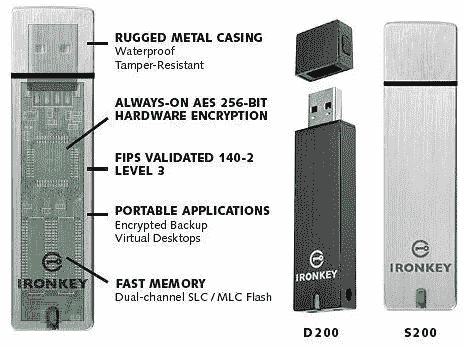 RUGGED METAL CASING
Waterproof
Tamper-Resistant
ALWAYS-ON AES 256-BIT
HARDWARE ENCRYPTION
FIPS VALIDATED 140-2
LEVEL 3
PORTABLE APPLICATIONS
Encrypted Backup
Virtual Desktops
FAST MEMORY
Dual-channel SLC / MLC Flash
IRONKEY
IRONKEY
IRONKEY
D200
S200